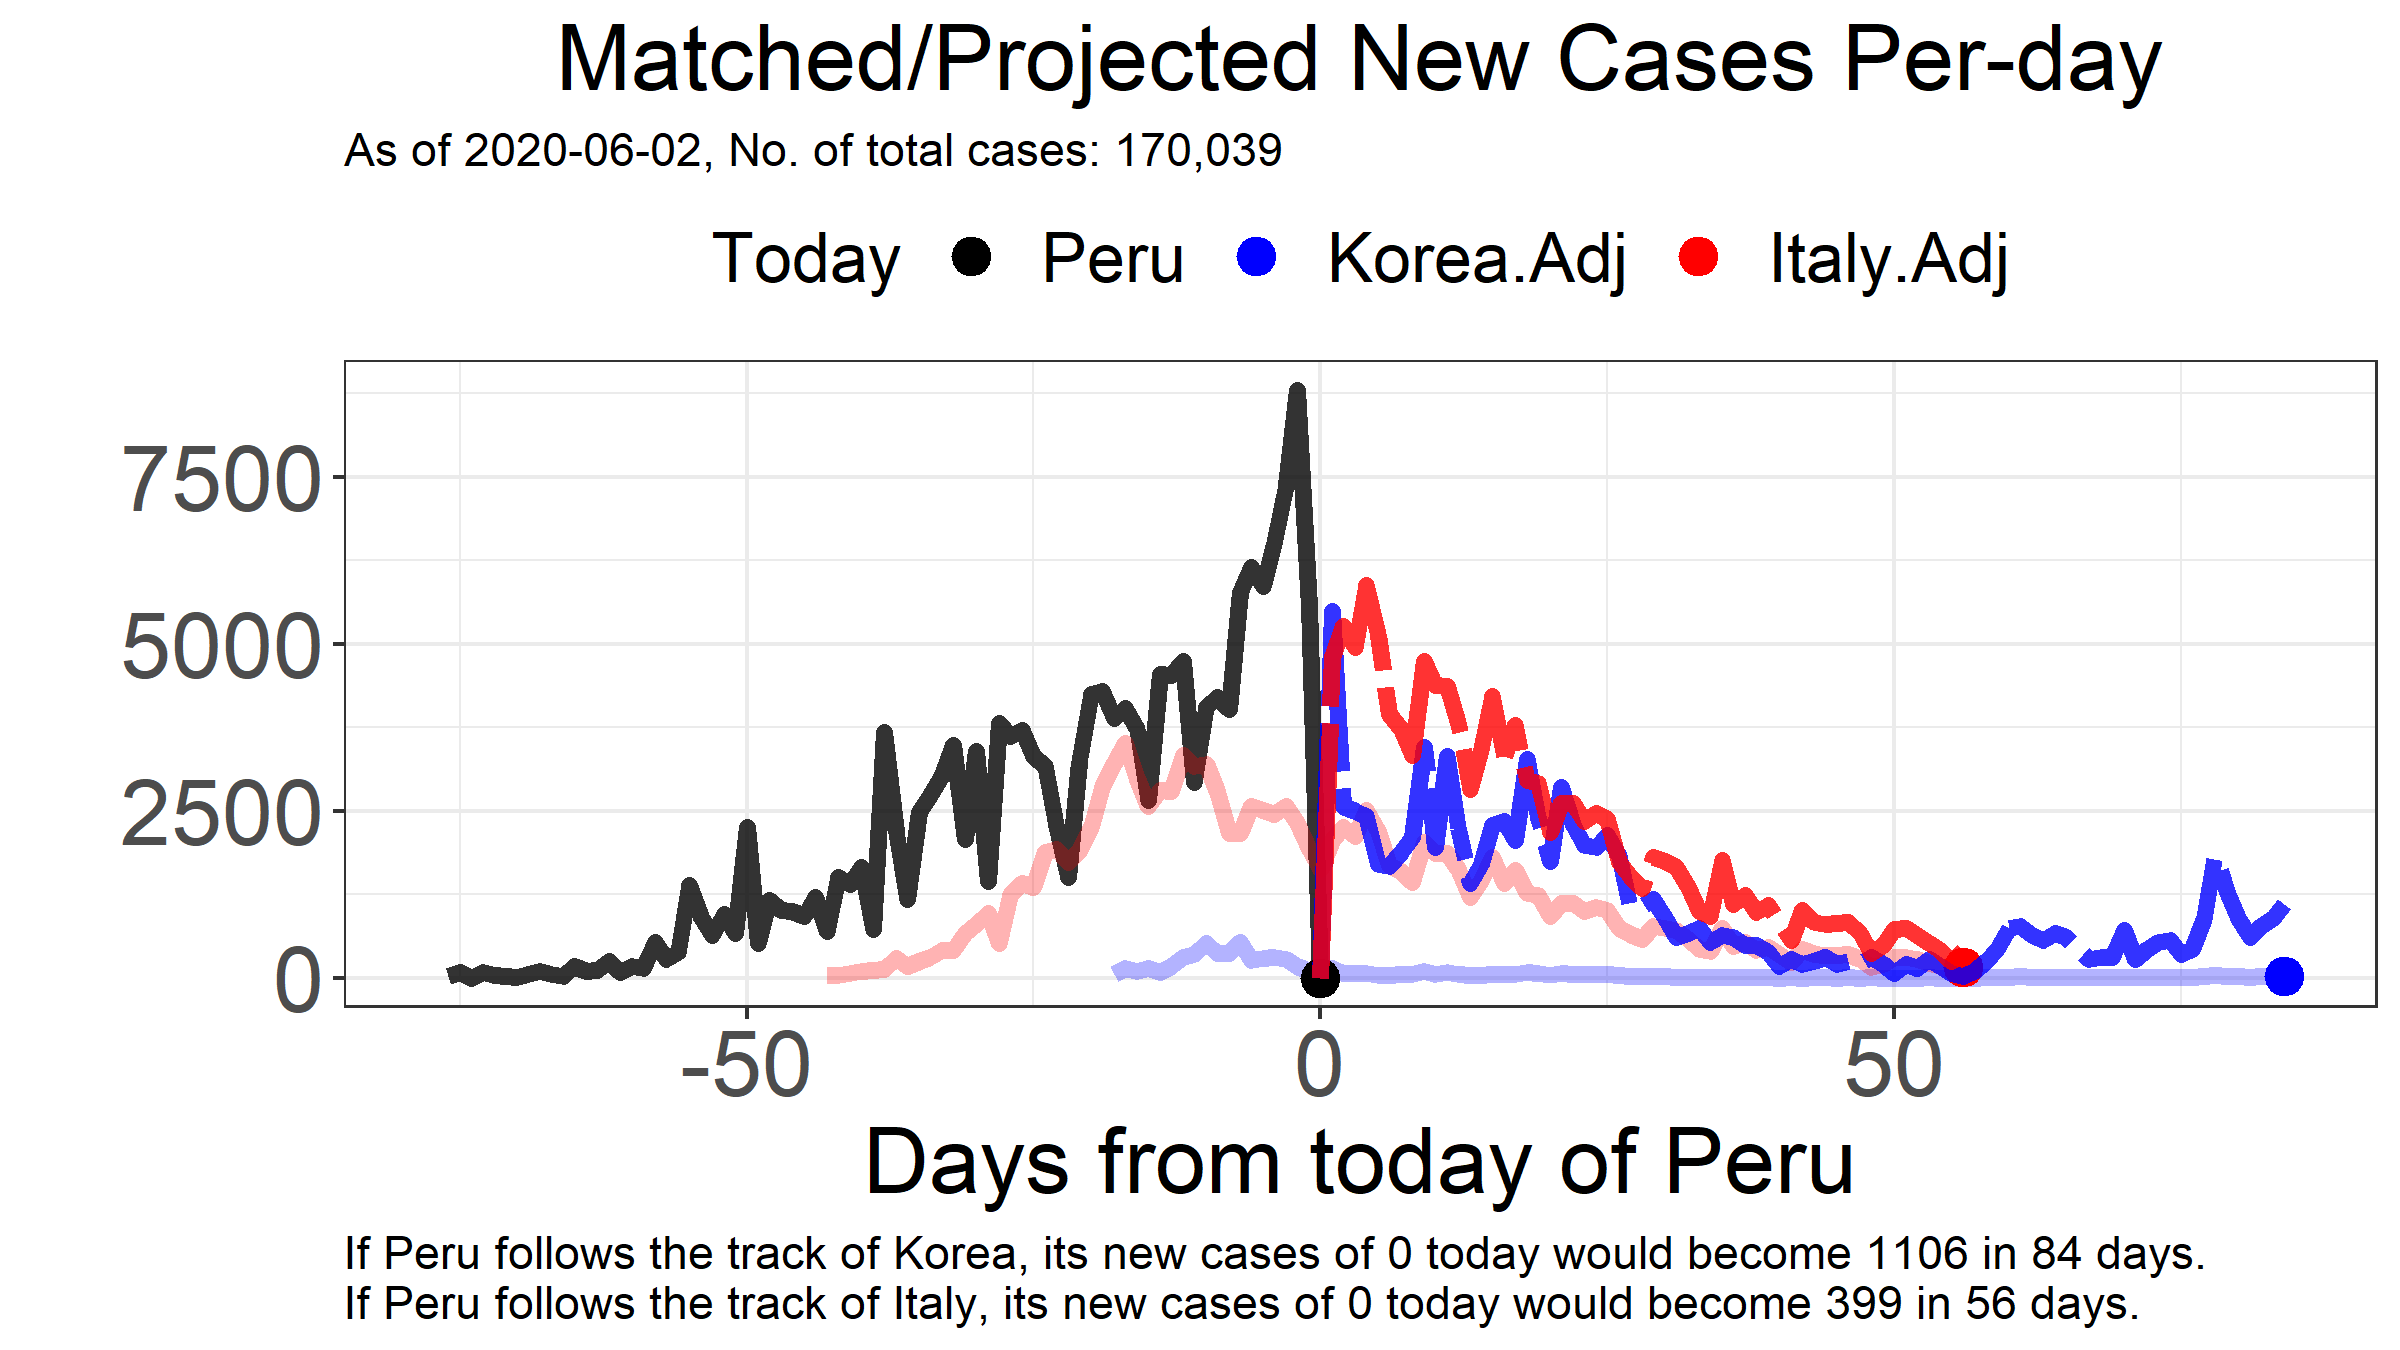 Matched/Projected New Cases Per-day
As of 2020-06-02, No. of total cases: 170,039
Today Peru Korea.Adj Italy.Adj
7500
5000
2500
0
-50 0 50
Days from today of Peru
If Peru follows the track of Korea, its new cases of 0 today would become 1106 in 84 days.
If Peru follows the track of Italy, its new cases of 0 today would become 399 in 56 days.